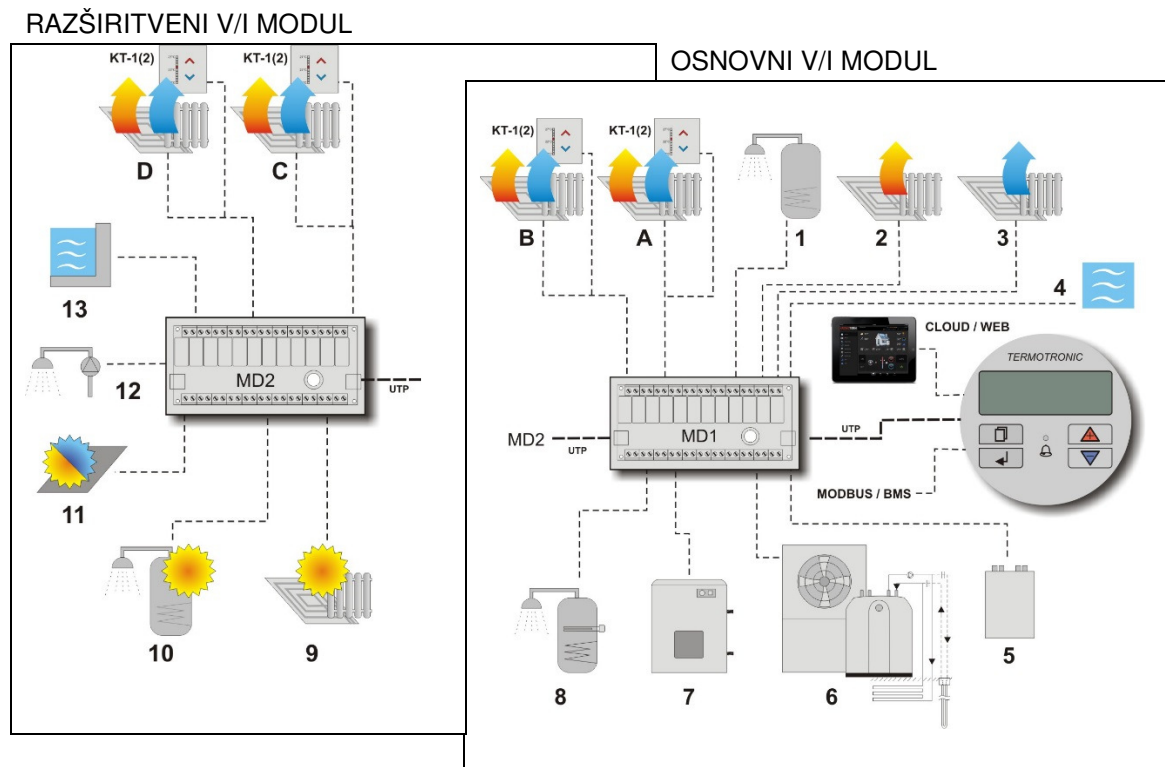 RAZŠIRITVENI V/I MODUL
KT-1(2)
KT-1(2)
D
C
13
12
MD2
UTP
11
10
9
OSNOVNI V/I MODUL
KT-1(2)
KT-1(2)
B
A
1
2
3
4
CLOUD / WEB
TERMOTRONIC
MD2
UTP
MD1
UTP
MODBUS / BMS
8
7
6
5